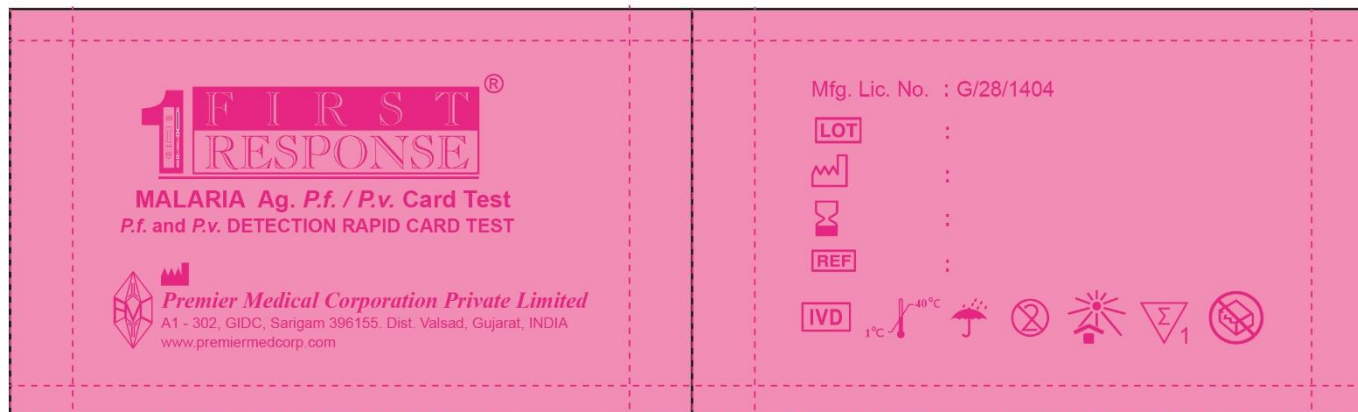 1 FIRST
RESPONSE ®
MALARIA Ag. P.f. / P.v. Card Test
P.f. and P.v. DETECTION RAPID CARD TEST
Premier Medical Corporation Private Limited
A1 - 302, GIDC, Sarigam 396155. Dist. Valsad, Gujarat, INDIA
www.premiermedcorp.com
Mfg. Lic. No. : G/28/1404
LOT :
:
:
REF :
IVD 1°C 40°C 2 Σ 1